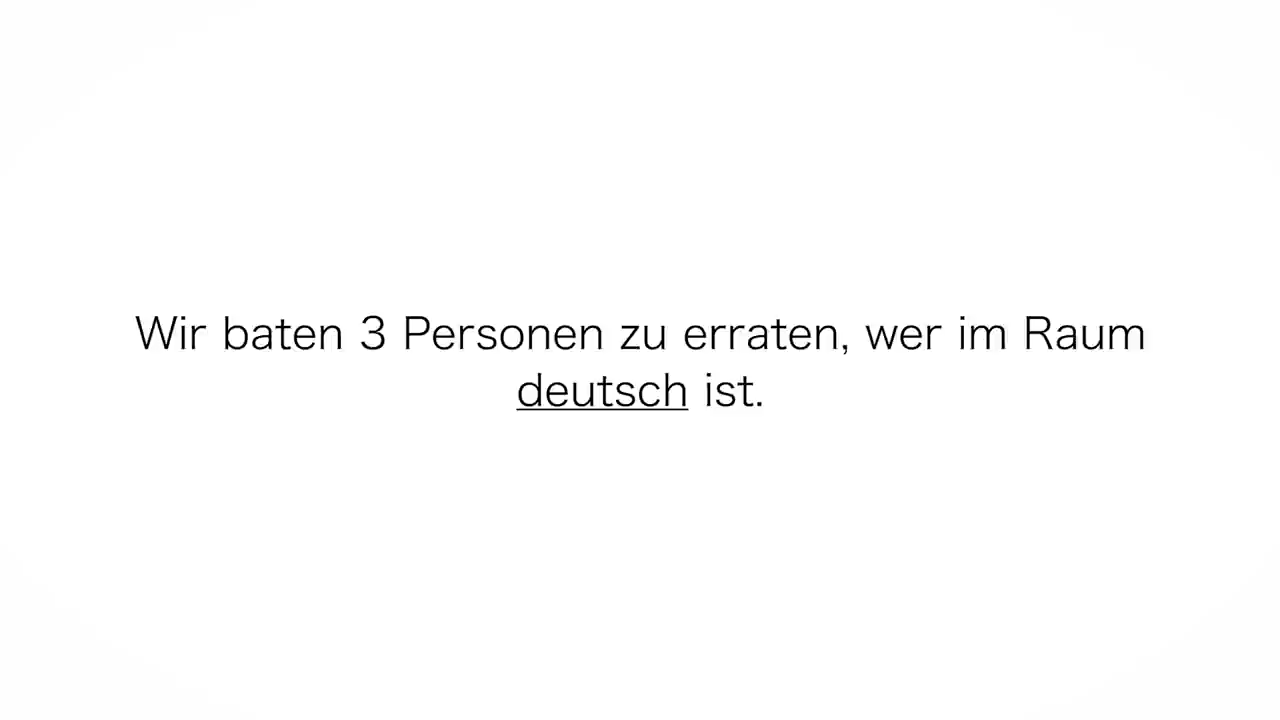 Wir baten 3 Personen zu erraten, wer im Raum
deutsch ist.